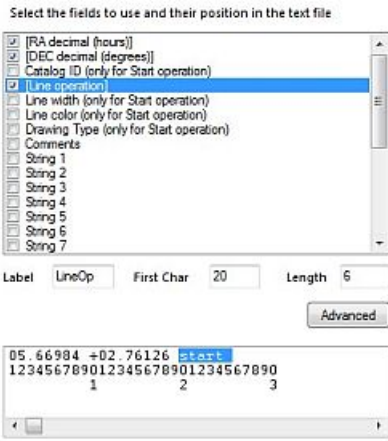 Select the fields to use and their position in the text file
[RA decimal (hours)]
[DEC decimal (degrees)]
Catalog ID (only for Start operation)
[Line operation]
Line width (only for Start operation)
Line color (only for Start operation)
Drawing Type (only for Start operation)
Comments
String 1
String 2
String 3
String 4
String 5
String 6
String 7
Label LineOp First Char 20 Length 6
Advanced
05.66984 +02.76126 start
123456789012345678901234567890
1 2 3